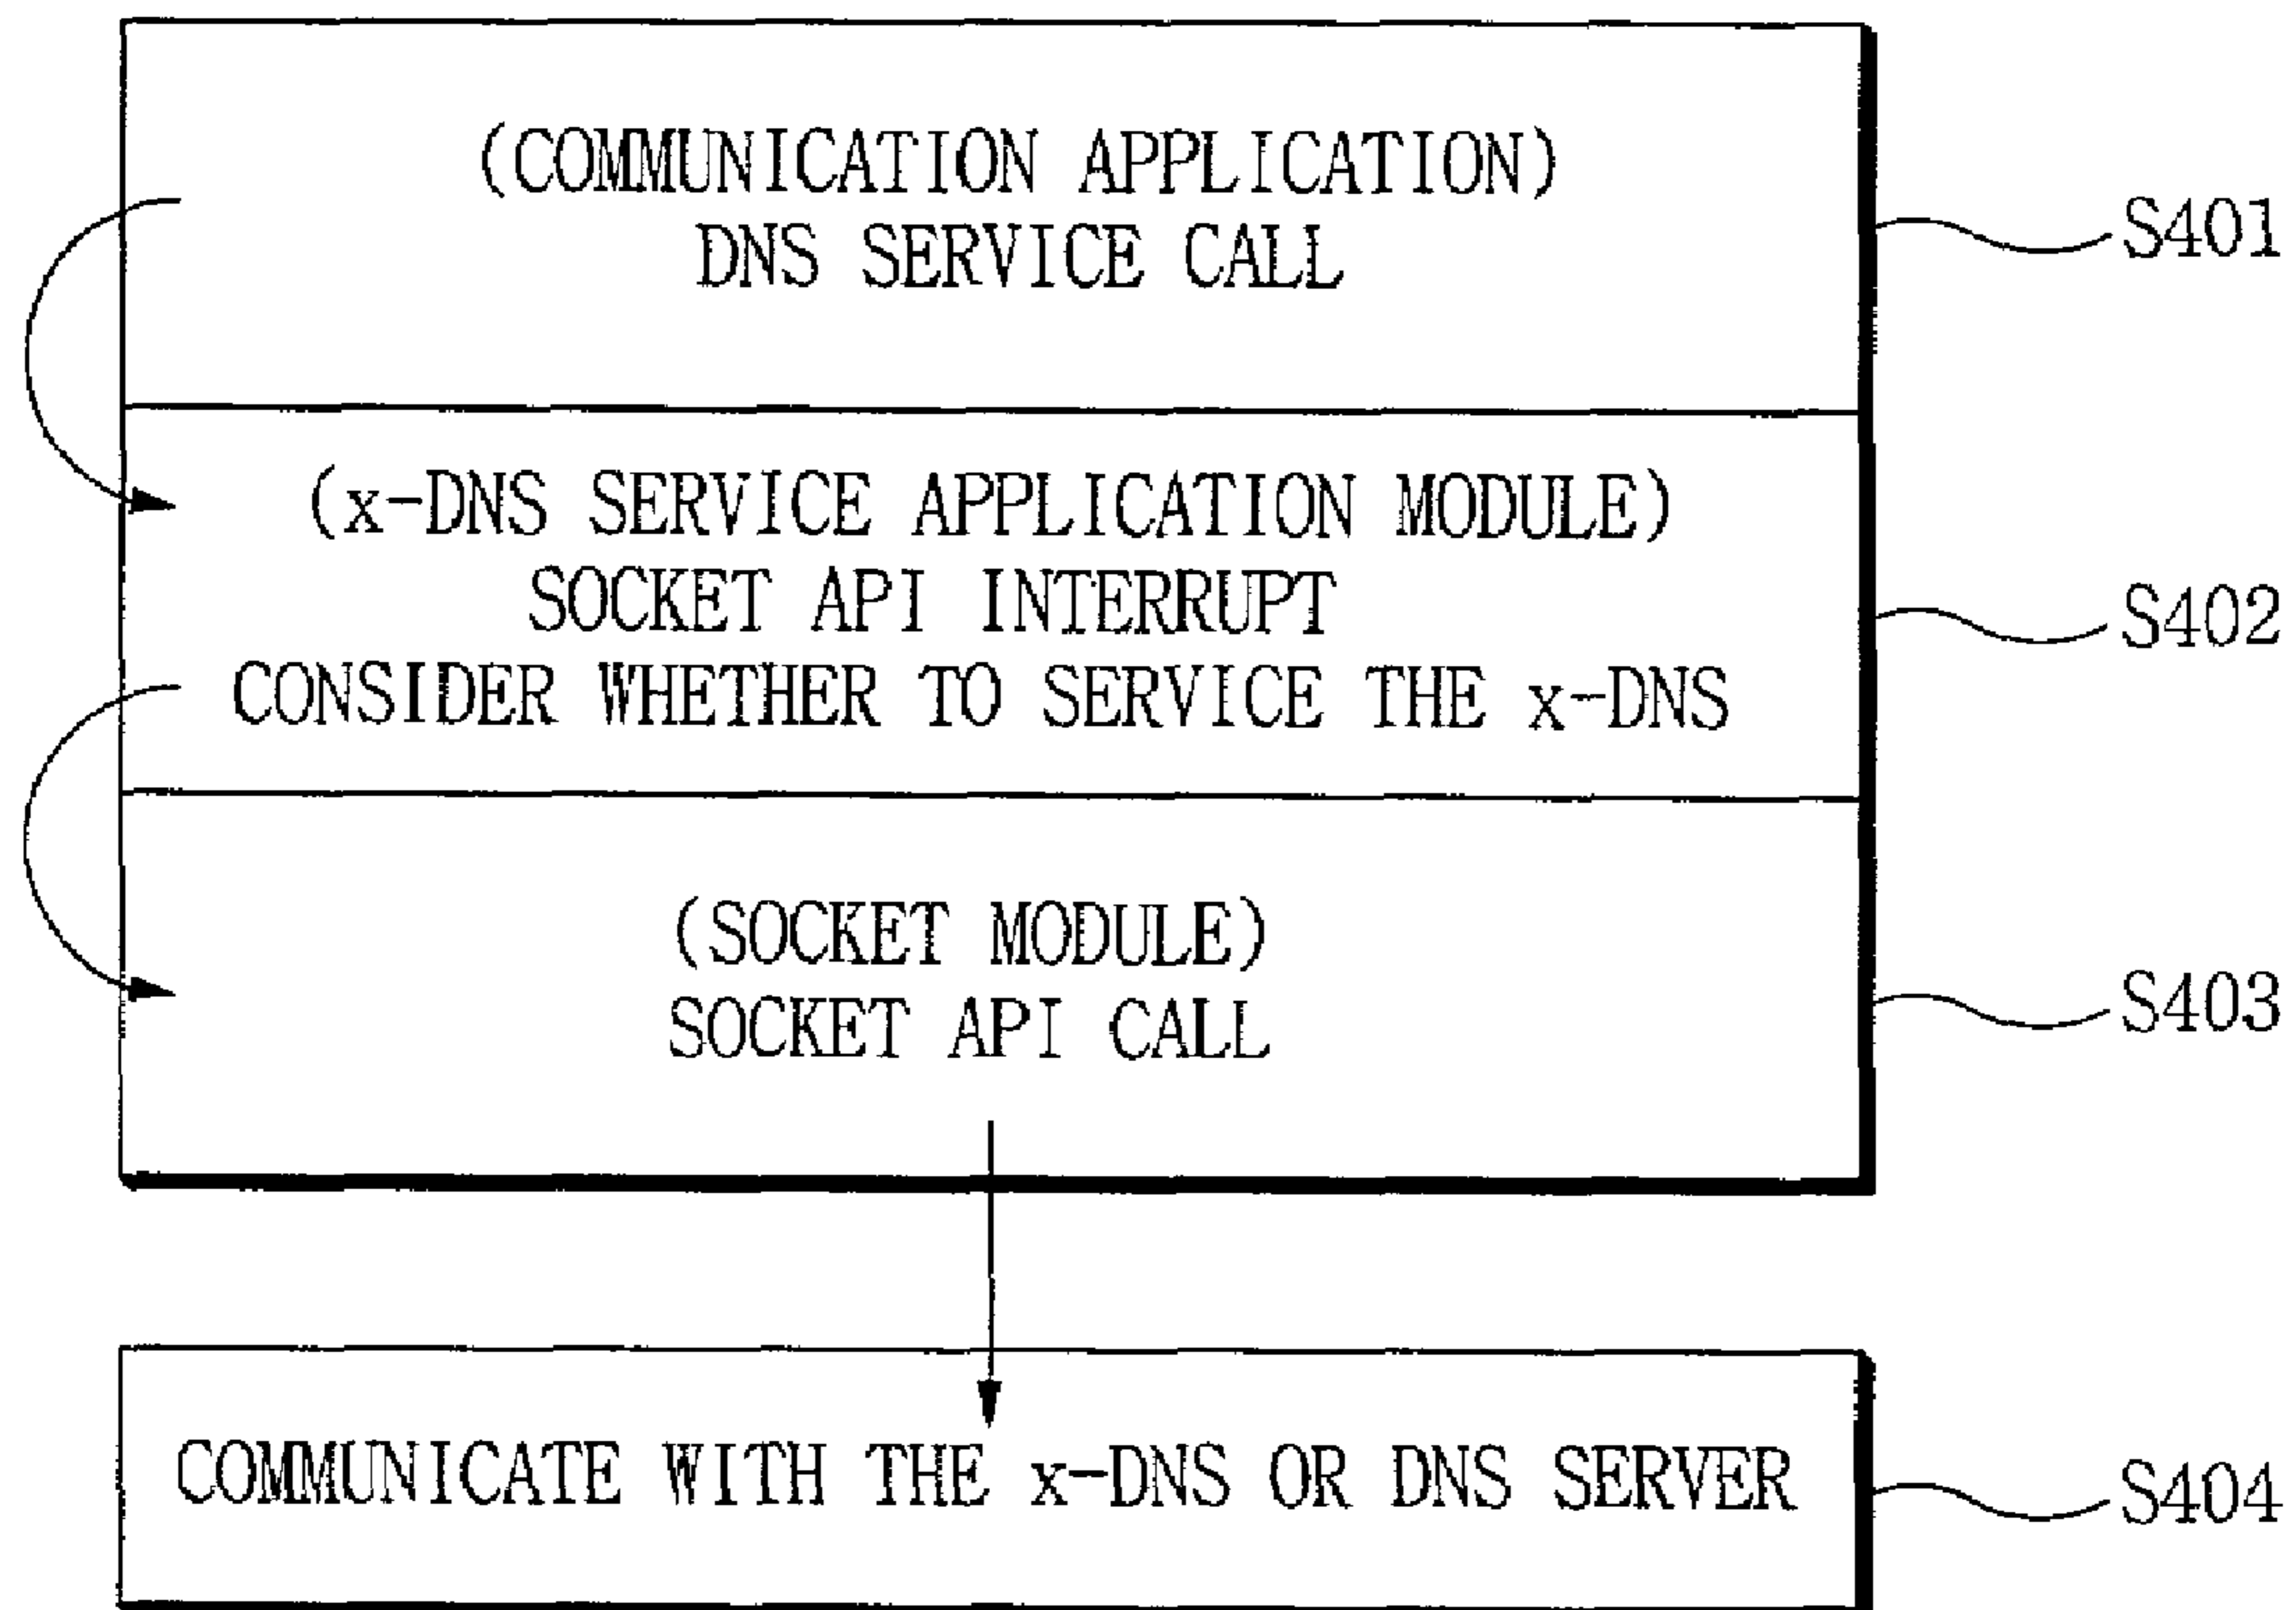 (COMMUNICATION APPLICATION)
DNS SERVICE CALL
S401
(x-DNS SERVICE APPLICATION MODULE)
SOCKET API INTERRUPT
CONSIDER WHETHER TO SERVICE THE x-DNS
S402
(SOCKET MODULE)
SOCKET API CALL
S403
COMMUNICATE WITH THE x-DNS OR DNS SERVER
S404